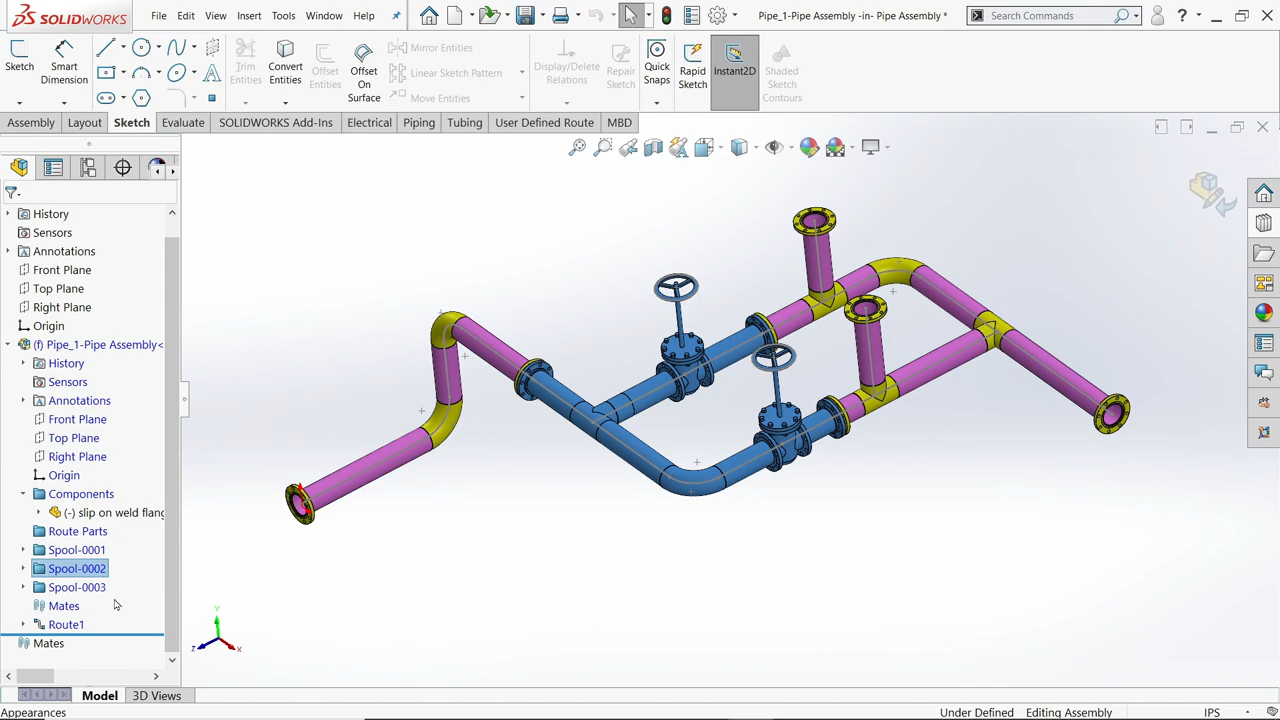 SOLIDWORKS File Edit View Insert Tools Window Help Pipe_1-Pipe Assembly -in- Pipe Assembly * Search Commands ?
Sketch Smart Dimension Trim Entities Convert Entities Offset Entities Offset On Surface Mirror Entities Linear Sketch Pattern Move Entities Display/Delete Relations Repair Sketch Quick Snaps Rapid Sketch Instant2D Shaded Sketch Contours
Assembly Layout Sketch Evaluate SOLIDWORKS Add-Ins Electrical Piping Tubing User Defined Route MBD
History
Sensors
Annotations
Front Plane
Top Plane
Right Plane
Origin
(f) Pipe_1-Pipe Assembly<
History
Sensors
Annotations
Front Plane
Top Plane
Right Plane
Origin
Components
(-) slip on weld flang
Route Parts
Spool-0001
Spool-0002
Spool-0003
Mates
Route1
Mates
Y
Z
X
Model 3D Views
Appearances Under Defined Editing Assembly IPS